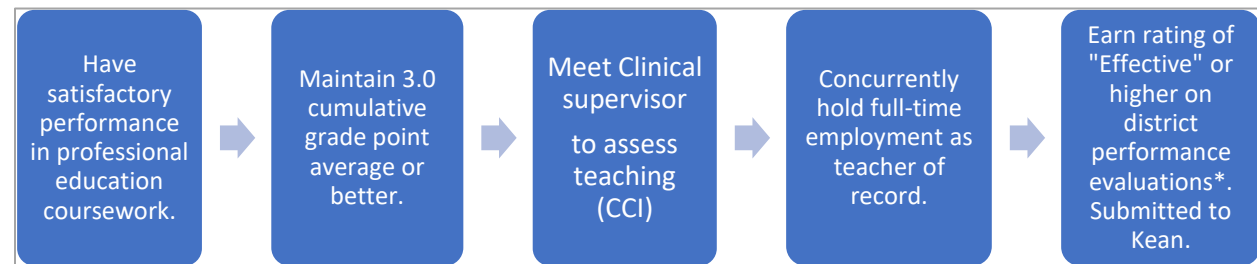 Have
satisfactory
performance
in professional
education
coursework.
Maintain 3.0
cumulative
grade point
average or
better.
Meet Clinical
supervisor
to assess
teaching
(CCI)
Concurrently
hold full-time
employment as
teacher of
record.
Earn rating of
"Effective" or
higher on
district
performance
evaluations*.
Submitted to
Kean.